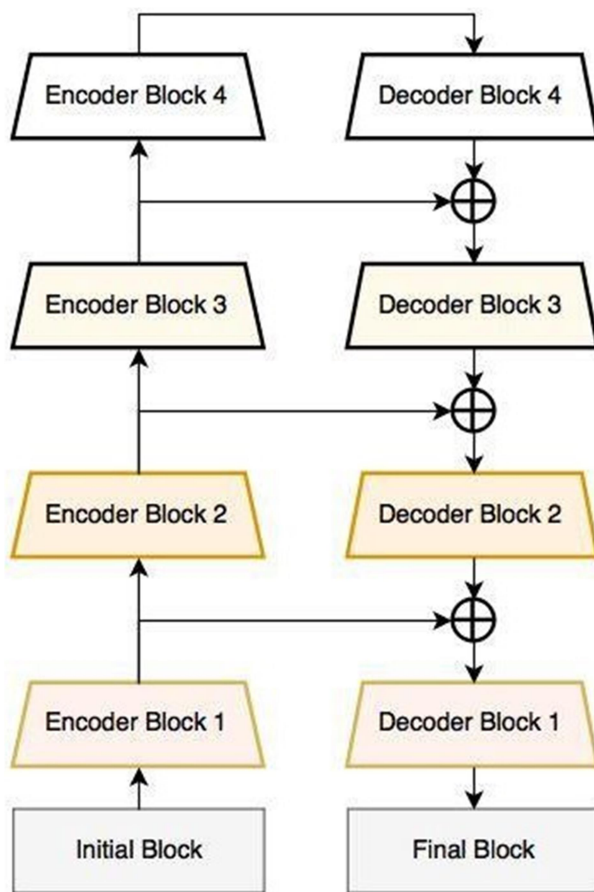 Encoder Block 4
Decoder Block 4
Encoder Block 3
Decoder Block 3
Encoder Block 2
Decoder Block 2
Encoder Block 1
Decoder Block 1
Initial Block
Final Block